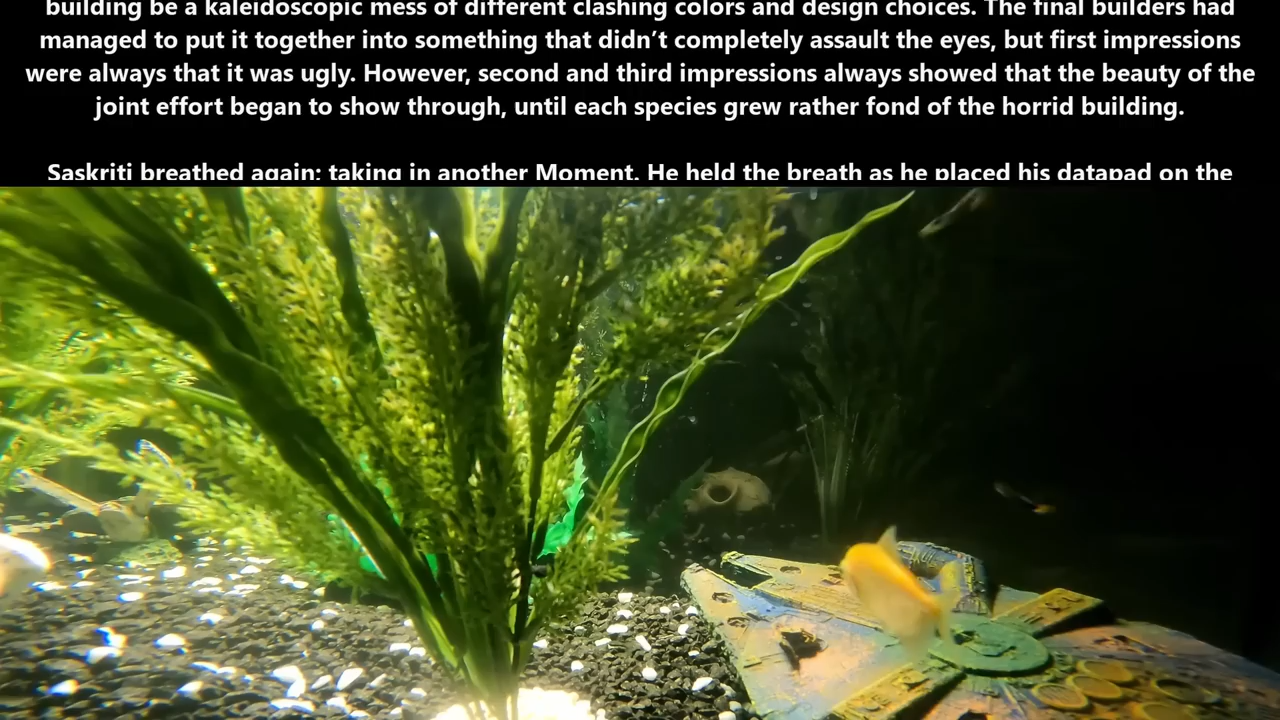 building be a kaleidoscopic mess of different clashing colors and design choices. The final builders had
managed to put it together into something that didn’t completely assault the eyes, but first impressions
were always that it was ugly. However, second and third impressions always showed that the beauty of the
joint effort began to show through, until each species grew rather fond of the horrid building.
Saskriti breathed again; taking in another Moment. He held the breath as he placed his datapad on the